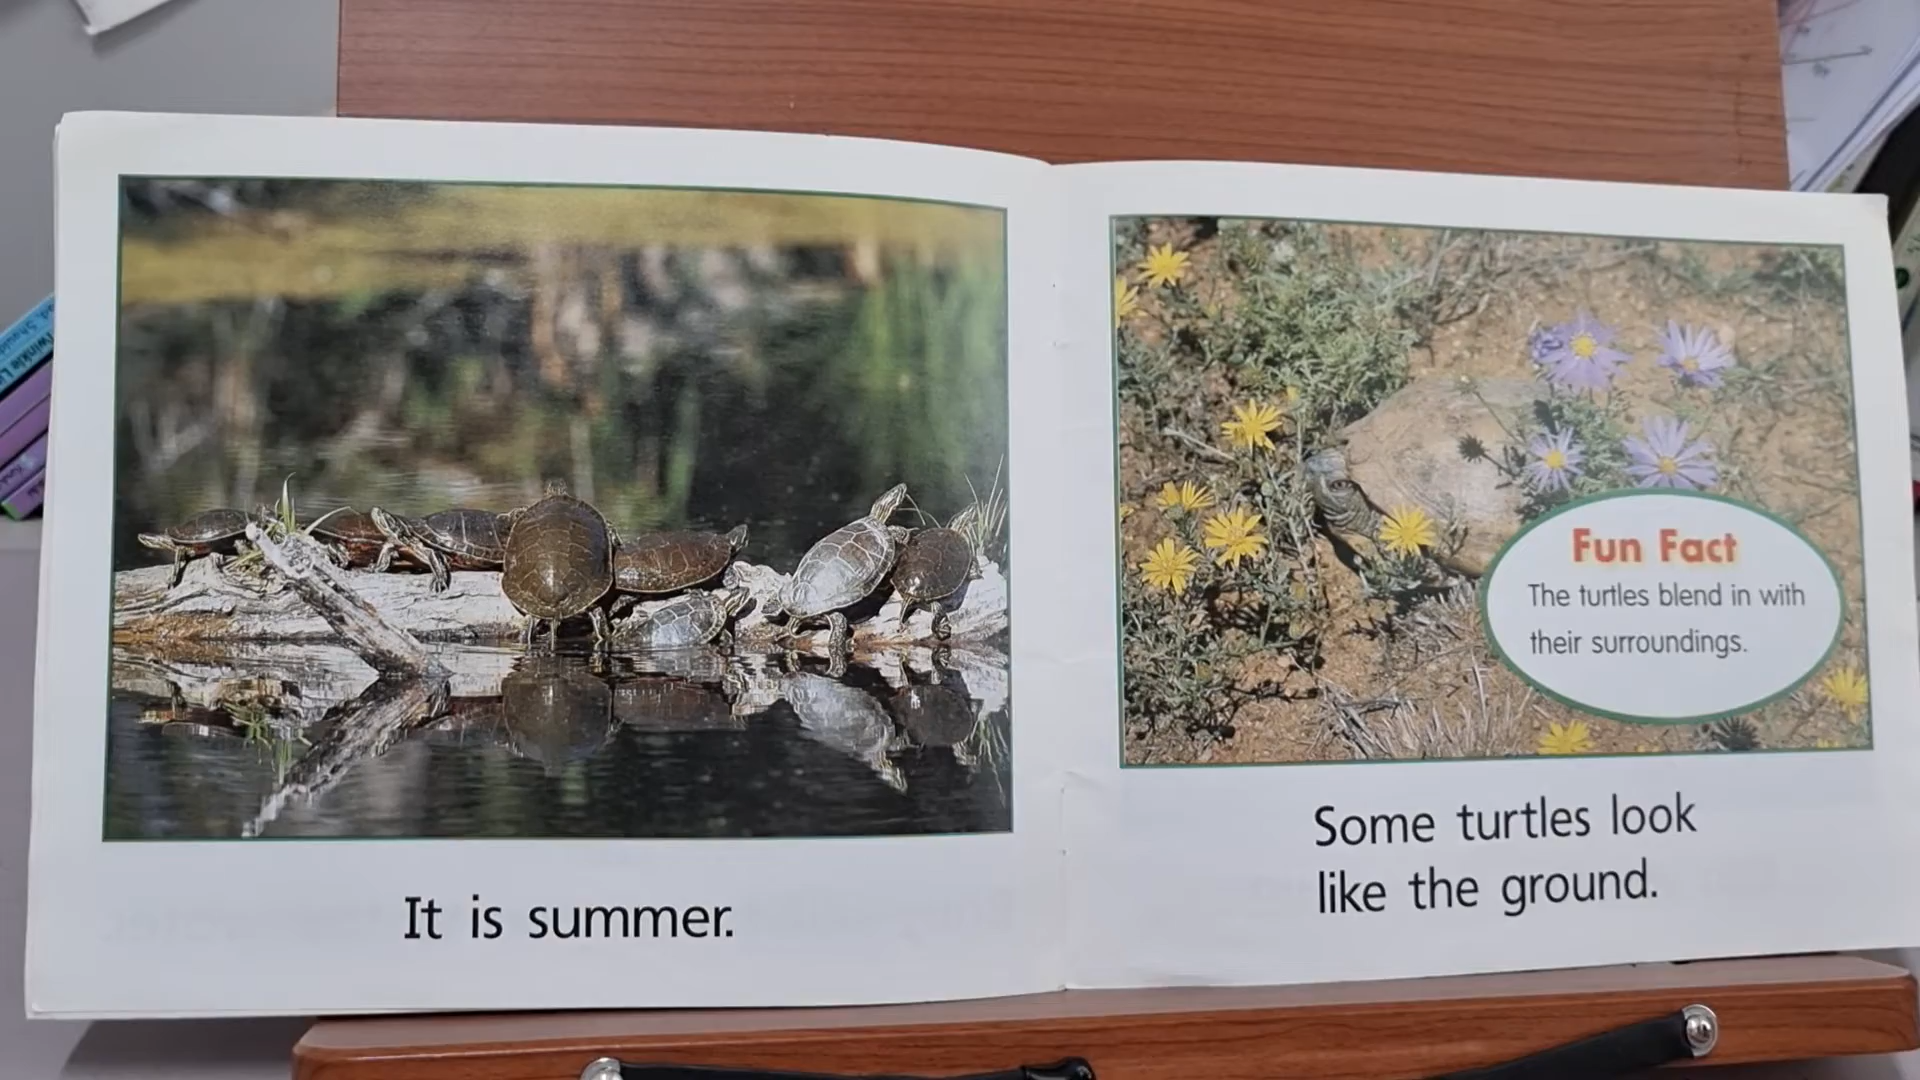 It is summer.
Fun Fact
The turtles blend in with
their surroundings.
Some turtles look
like the ground.